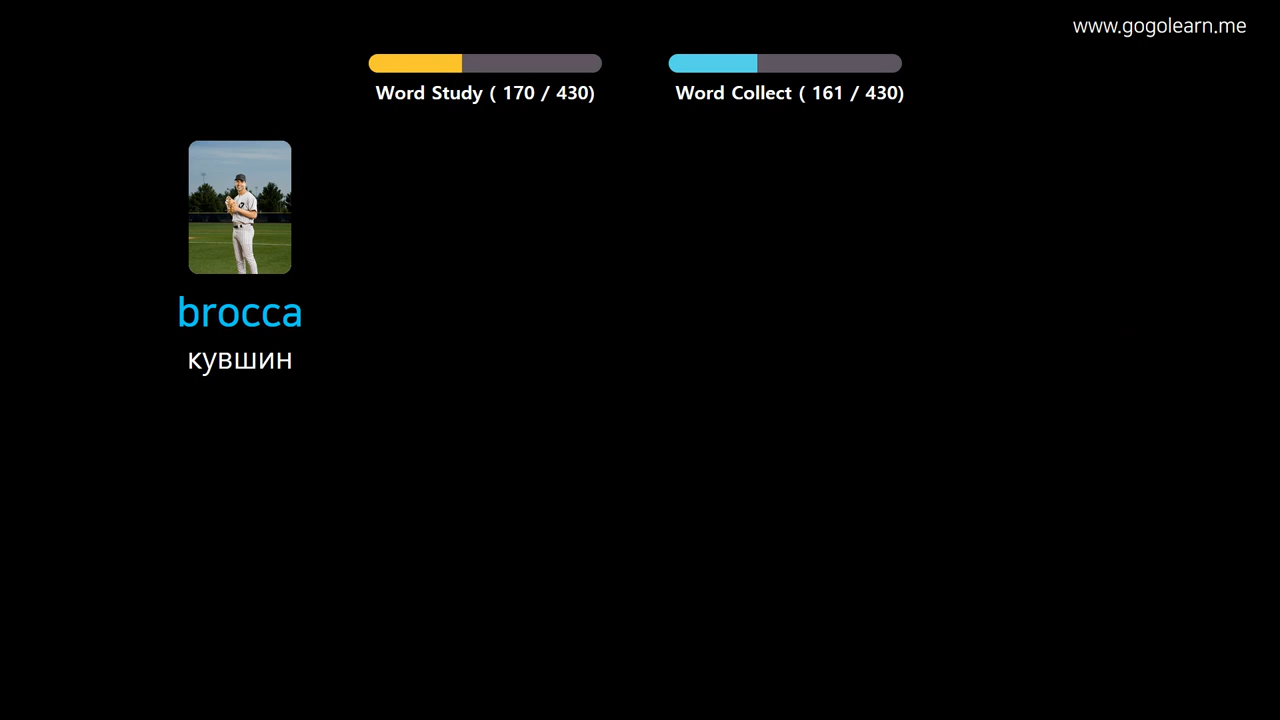 www.gogolearn.me
Word Study ( 170 / 430)
Word Collect ( 161 / 430)
brocca
кувшин